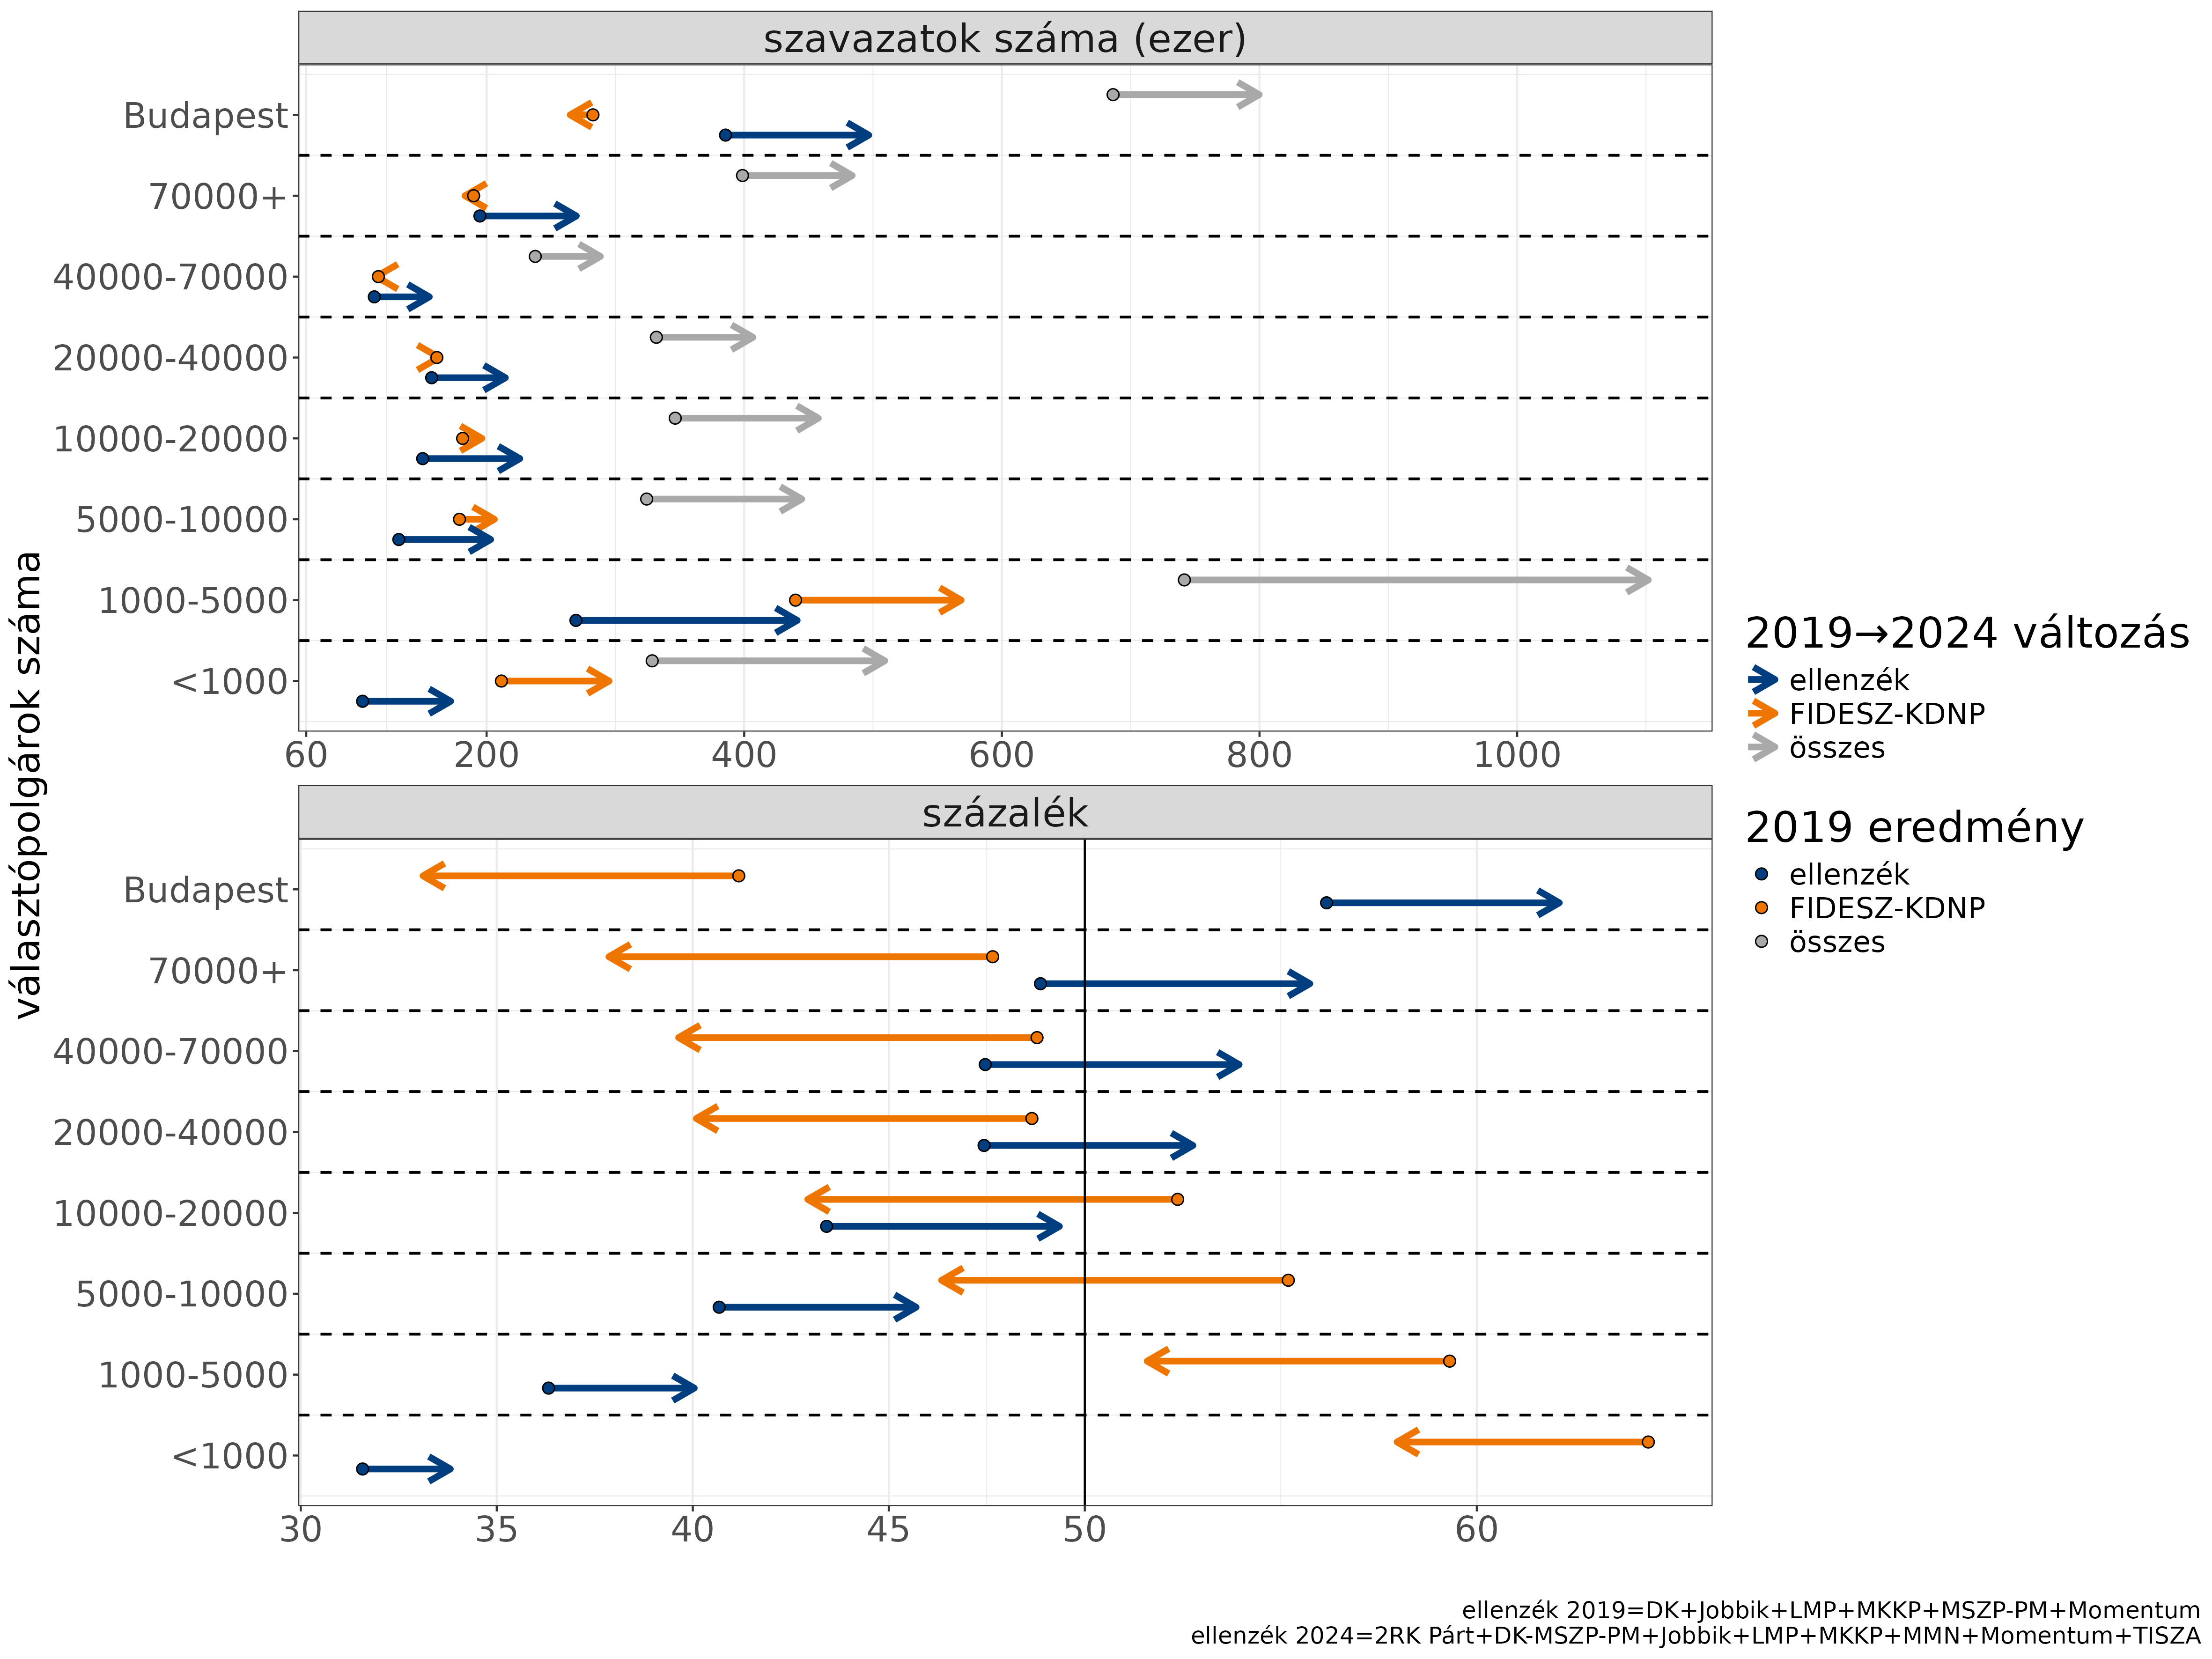 szavazatok száma (ezer)
Budapest
70000+
40000-70000
20000-40000
10000-20000
5000-10000
1000-5000
<1000
60 200 400 600 800 1000
százalék
Budapest
70000+
40000-70000
20000-40000
10000-20000
5000-10000
1000-5000
<1000
30 35 40 45 50 60
választópolgárok száma
2019→2024 változás
ellenzék
FIDESZ-KDNP
összes
2019 eredmény
ellenzék
FIDESZ-KDNP
összes
ellenzék 2019=DK+Jobbik+LMP+MKKP+MSZP-PM+Momentum
ellenzék 2024=2RK Párt+DK-MSZP-PM+Jobbik+LMP+MKKP+MMN+Momentum+TISZA